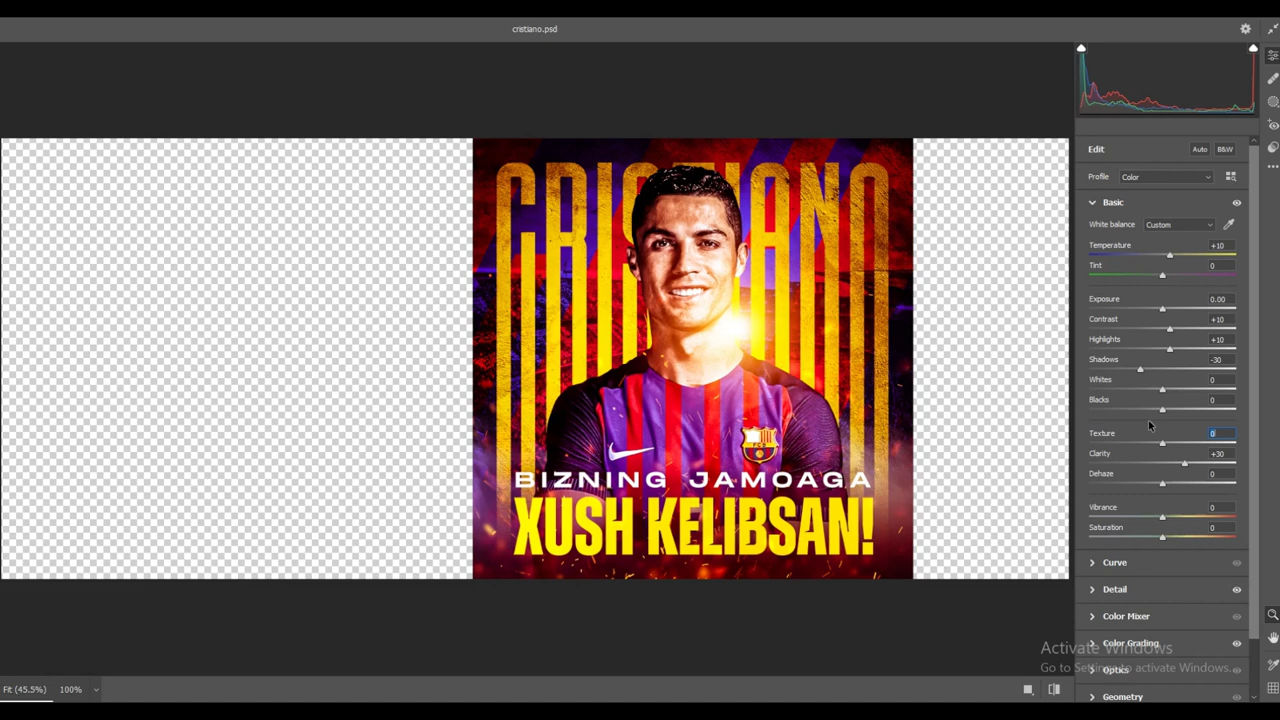 cristiano.psd
Edit Auto B&W
Profile Color
Basic
White balance Custom
Temperature +10
Tint 0
Exposure 0.00
Contrast +10
Highlights +10
Shadows -30
Whites 0
Blacks 0
Texture 0
Clarity +30
Dehaze 0
Vibrance 0
Saturation 0
Curve
Detail
Color Mixer
Color Grading
Optics
Geometry
Activate Windows
Go to Settings to activate Windows.
CRISTIANO
FCB
BIZNING JAMOAGA
XUSH KELIBSAN!
Fit (45.5%) 100%